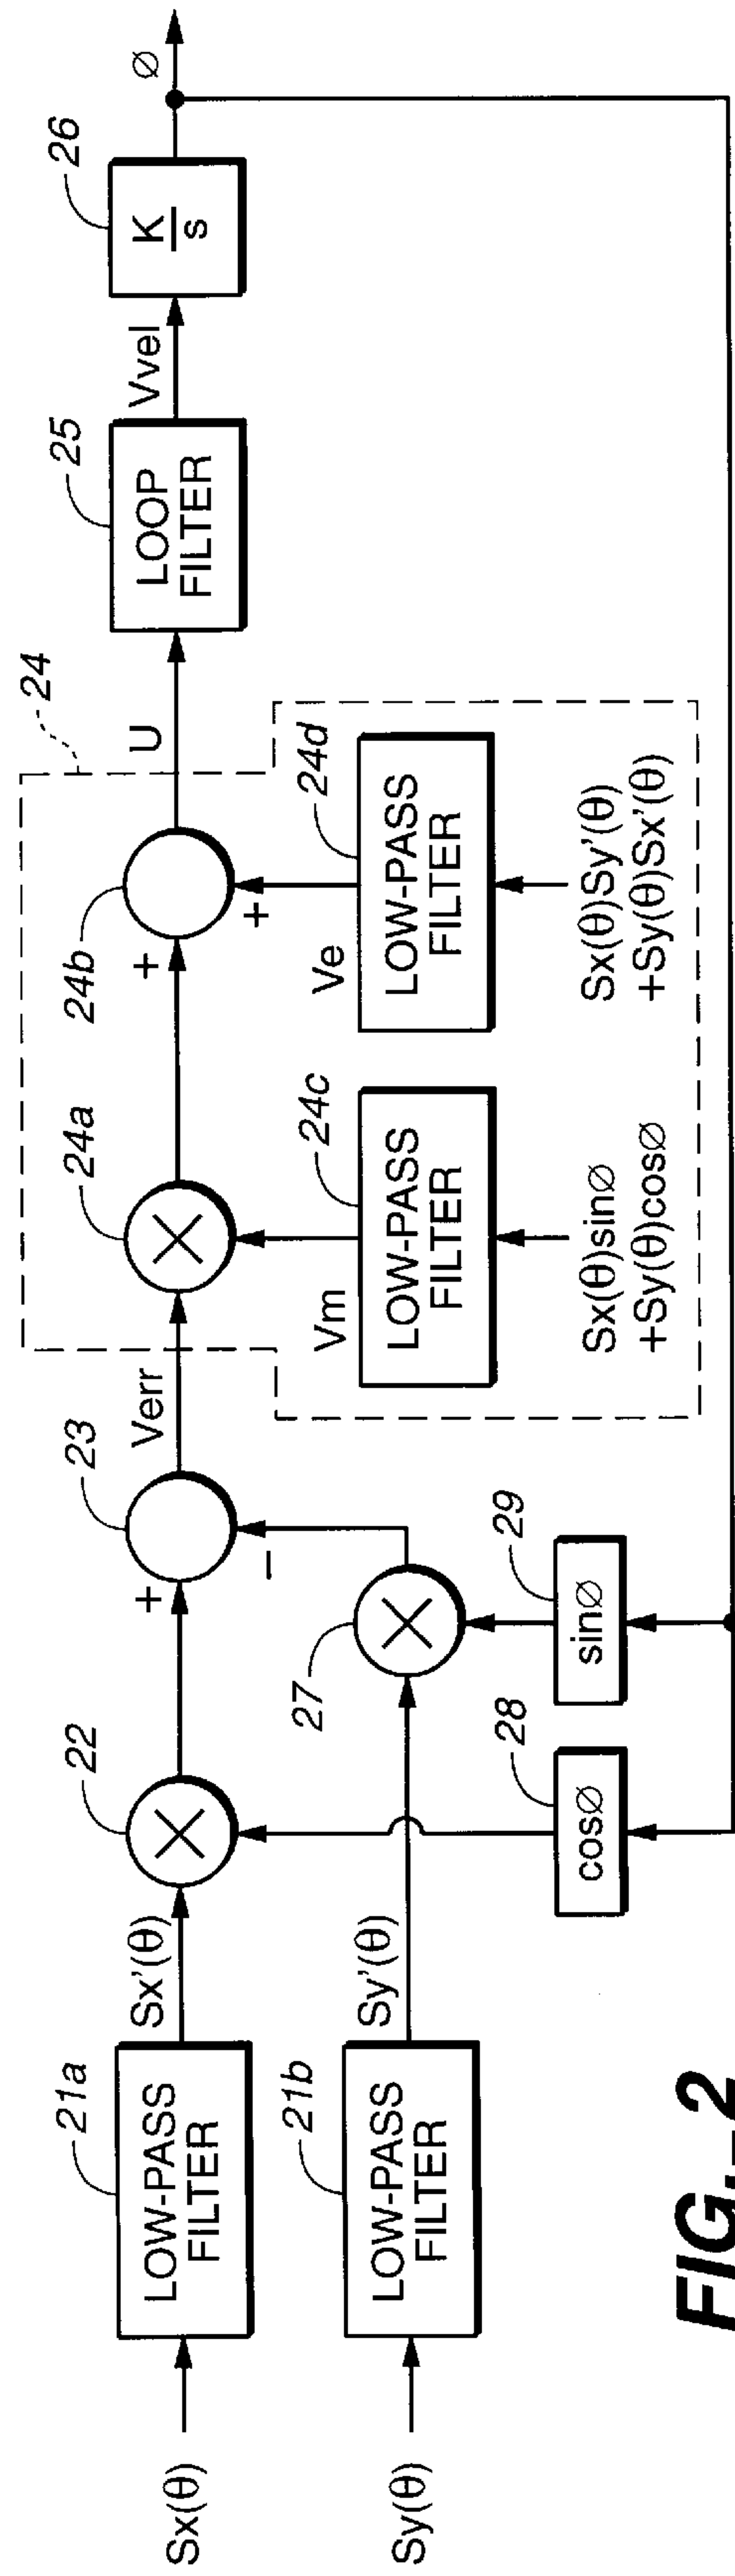 Sx(θ)
LOW-PASS
FILTER
21a
Sx'(θ)
22
+
23
Verr
24a
+
24b
24
U
LOOP
FILTER
25
Vvel
K
s
26
∅
Sy(θ)
LOW-PASS
FILTER
21b
Sy'(θ)
27
−
Vm
LOW-PASS
FILTER
24c
Sx(θ)sin∅
+Sy(θ)cos∅
Ve
+
LOW-PASS
FILTER
24d
Sx(θ)Sy'(θ)
+Sy(θ)Sx'(θ)
cos∅
28
sin∅
29
FIG._2